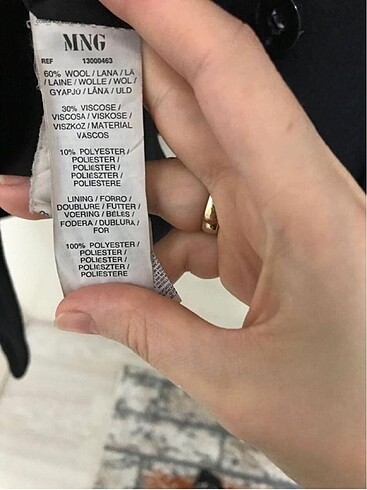 MNG
REF 13000463
60% WOOL / LANA / LÃ
/ LAINE / WOLLE / WOL /
GYAPJÚ / LÂNĂ / ULD
30% VISCOSE /
VISCOSA / VISKOSE /
VISZKÓZ / MATERIAL
VASCOS
10% POLYESTER /
POLIESTER /
POLIESTER /
POLIÉSZTER /
POLIESTERE
LINING / FORRO /
DOUBLURE / FUTTER /
VOERING / BÉLÉS /
FODERA / DUBLURA /
FOR
100% POLYESTER /
POLIESTER /
POLIESTER /
POLIÉSZTER /
POLIESTERE